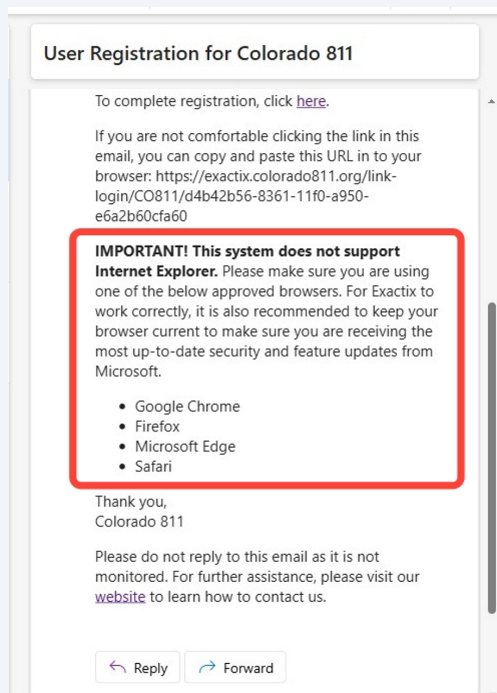 User Registration for Colorado 811
To complete registration, click here.
If you are not comfortable clicking the link in this
email, you can copy and paste this URL in to your
browser: https://exactix.colorado811.org/link-
login/CO811/d4b42b56-8361-11f0-a950-
e6a2b60cfa60
IMPORTANT! This system does not support
Internet Explorer. Please make sure you are using
one of the below approved browsers. For Exactix to
work correctly, it is also recommended to keep your
browser current to make sure you are receiving the
most up-to-date security and feature updates from
Microsoft.
• Google Chrome
• Firefox
• Microsoft Edge
• Safari
Thank you,
Colorado 811
Please do not reply to this email as it is not
monitored. For further assistance, please visit our
website to learn how to contact us.
Reply Forward